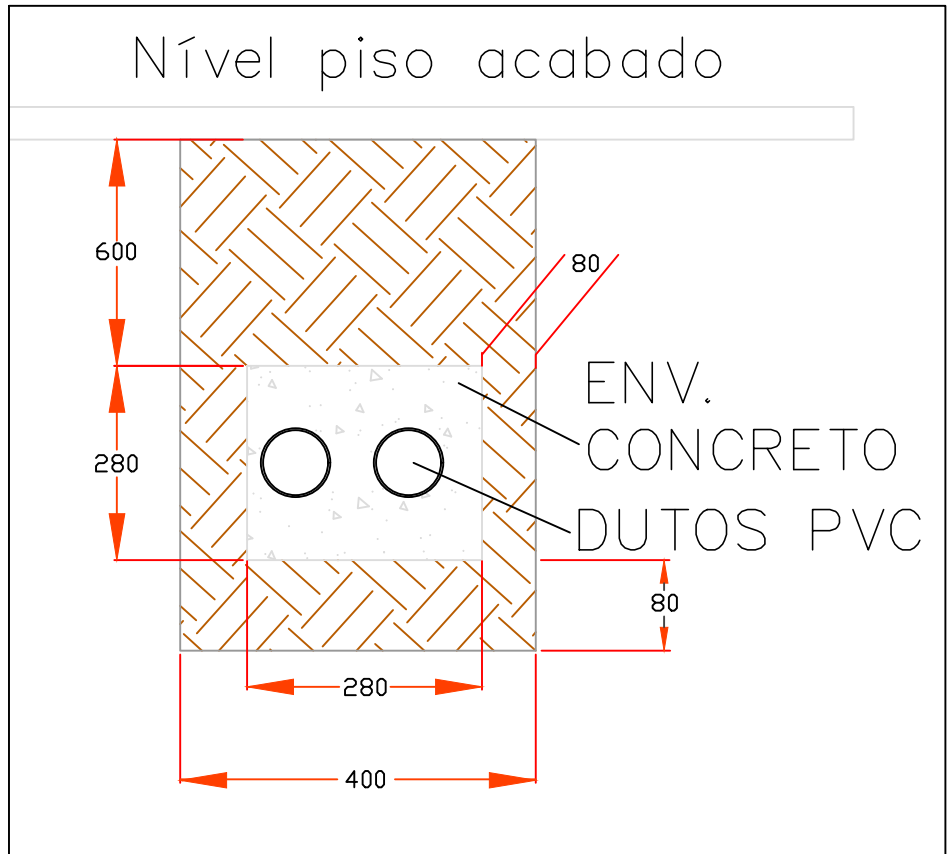 Nível piso acabado
600
80
ENV.
CONCRETO
280
DUTOS PVC
80
280
400